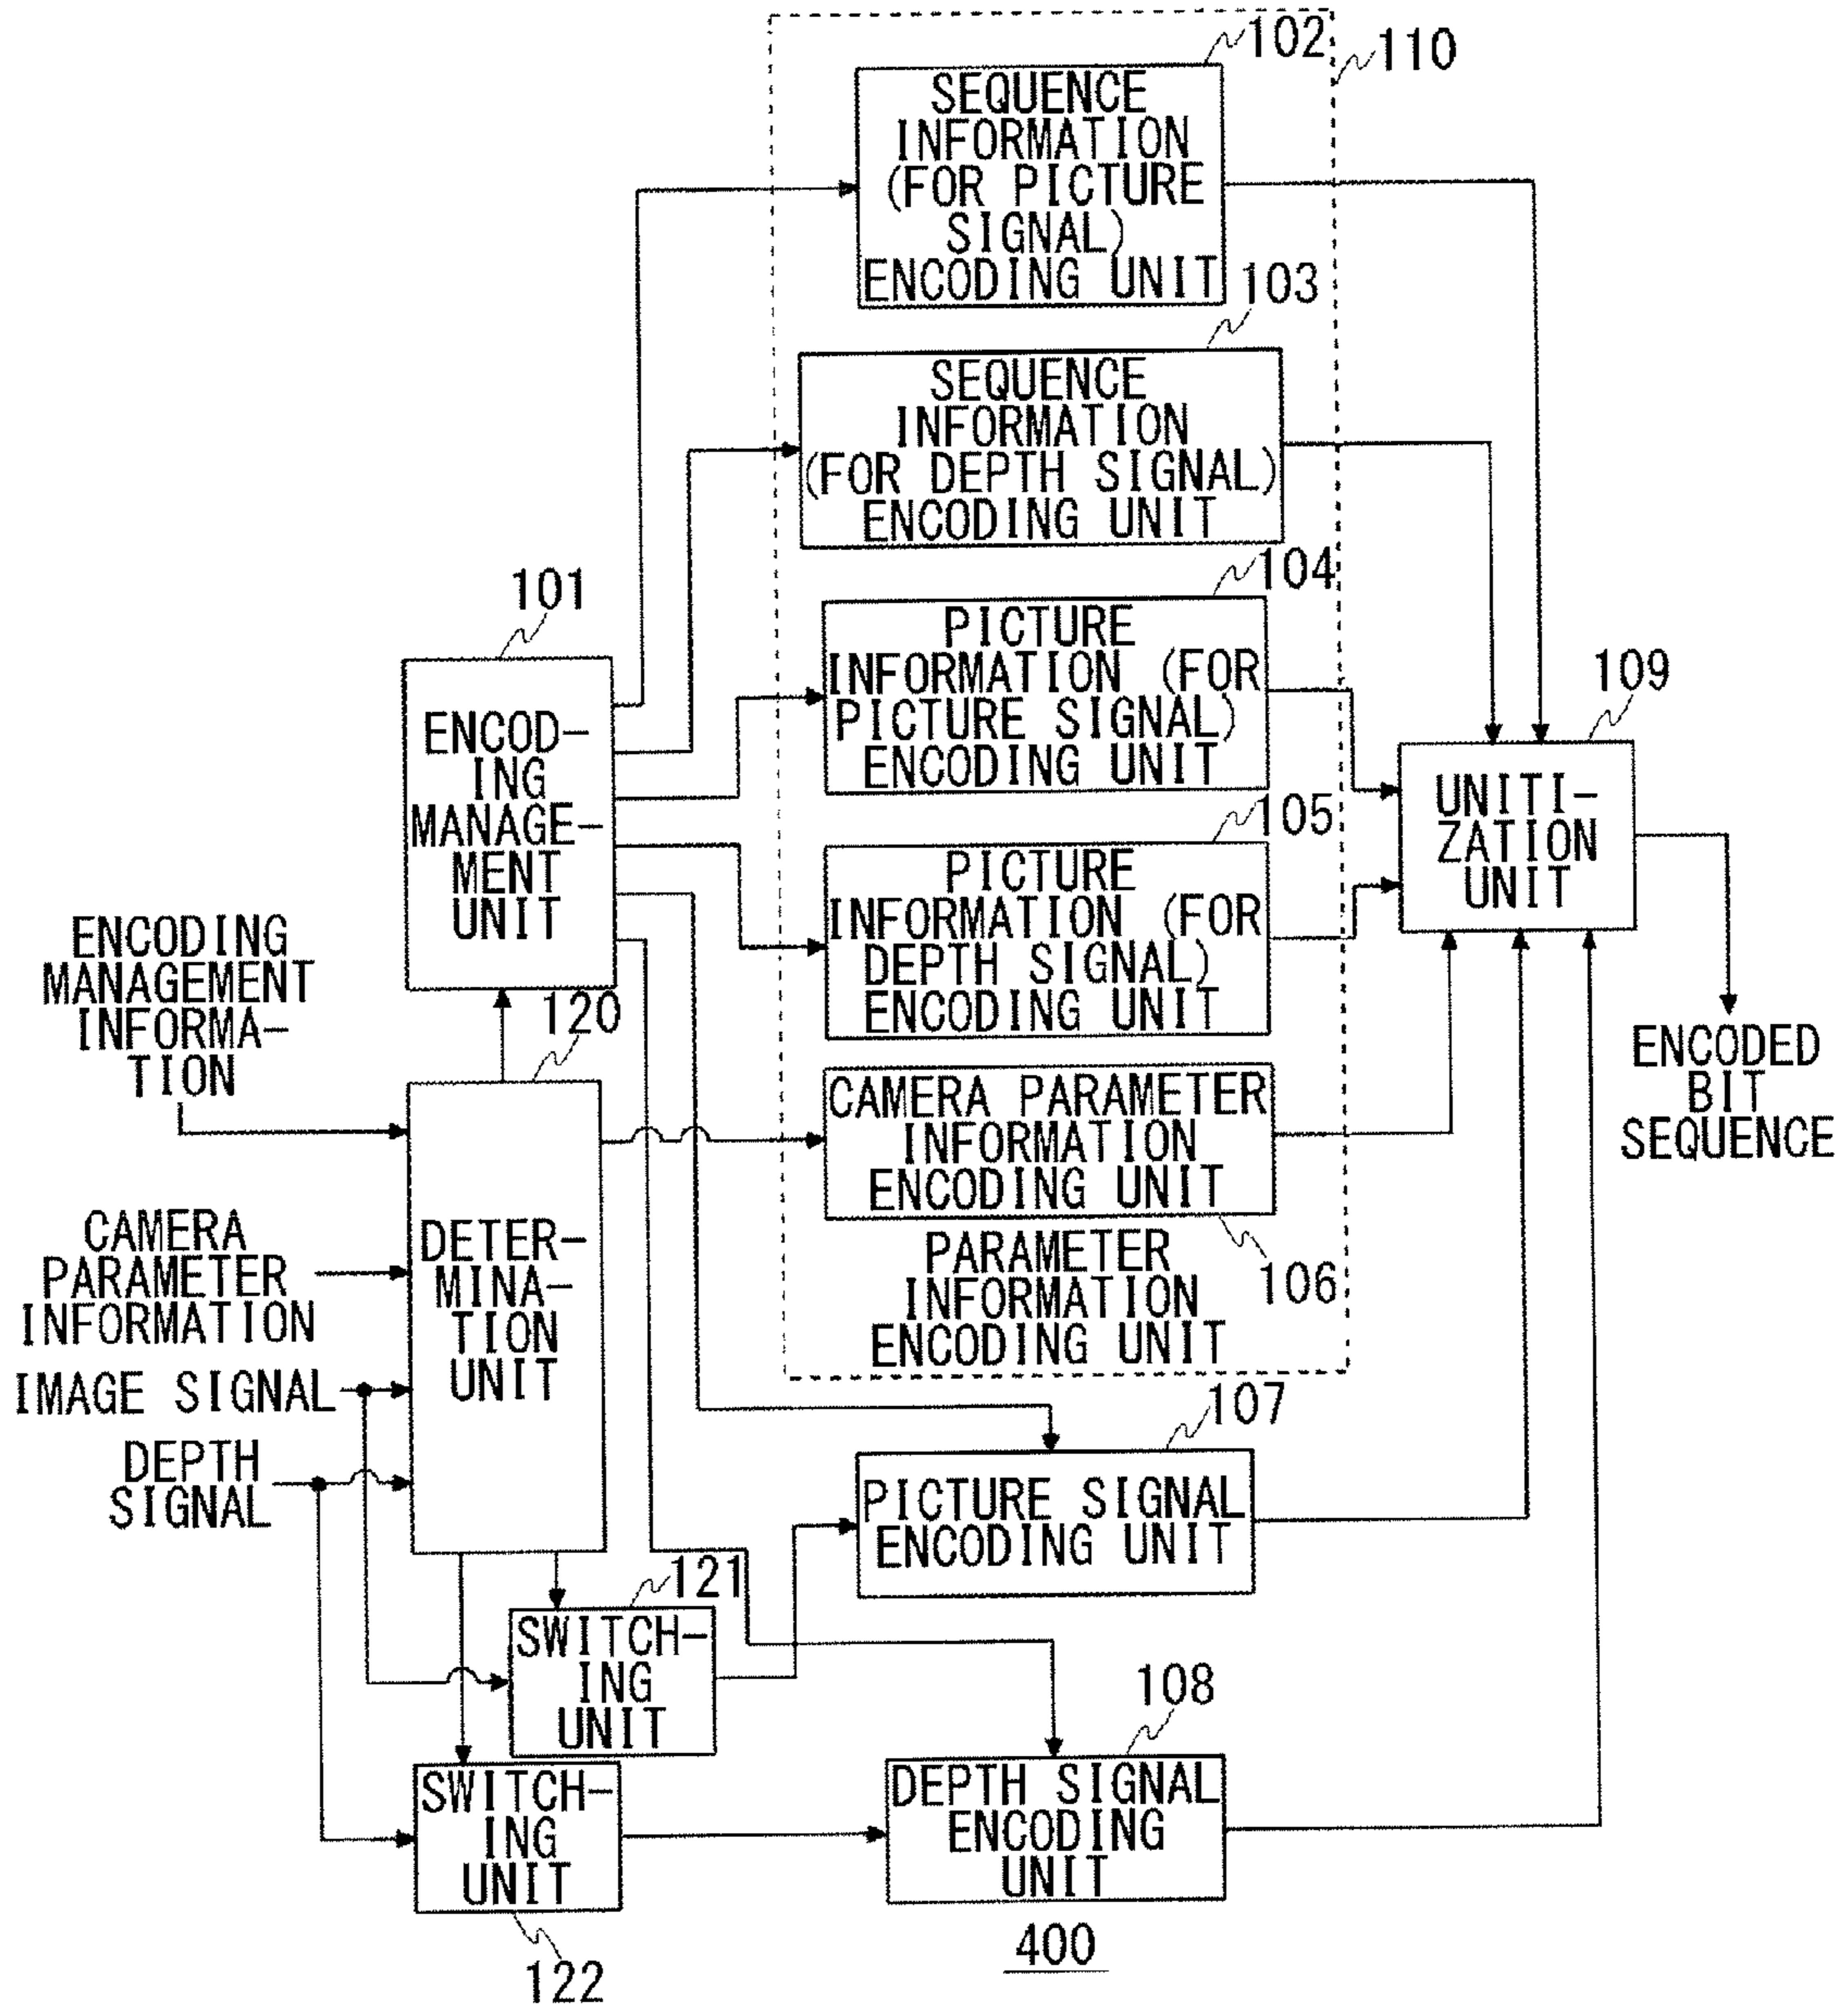 102
110
SEQUENCE
INFORMATION
(FOR PICTURE
SIGNAL)
ENCODING UNIT
103
SEQUENCE
INFORMATION
(FOR DEPTH SIGNAL)
ENCODING UNIT
104
PICTURE
INFORMATION (FOR
PICTURE SIGNAL)
ENCODING UNIT
101
ENCOD-
ING
MANAGE-
MENT
UNIT
109
UNITI-
ZATION
UNIT
105
PICTURE
INFORMATION (FOR
DEPTH SIGNAL)
ENCODING UNIT
ENCODING
MANAGEMENT
INFORMA-
TION
120
ENCODED
BIT
SEQUENCE
CAMERA PARAMETER
INFORMATION
ENCODING UNIT
106
PARAMETER
INFORMATION
ENCODING UNIT
CAMERA
PARAMETER
INFORMATION
DETER-
MINA-
TION
UNIT
IMAGE SIGNAL
DEPTH
SIGNAL
107
PICTURE SIGNAL
ENCODING UNIT
121
SWITCH-
ING
UNIT
108
DEPTH SIGNAL
ENCODING
UNIT
SWITCH-
ING
UNIT
122
400